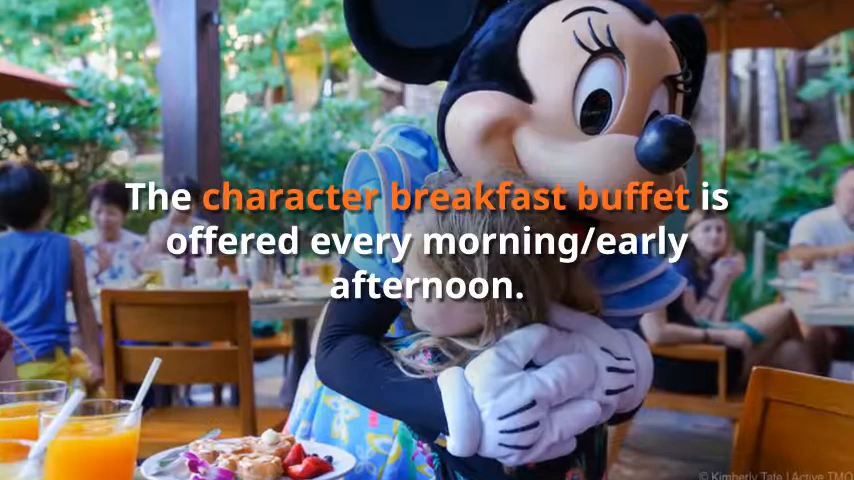 The character breakfast buffet is
offered every morning/early
afternoon.
© Kimberly Tate | Active TMO